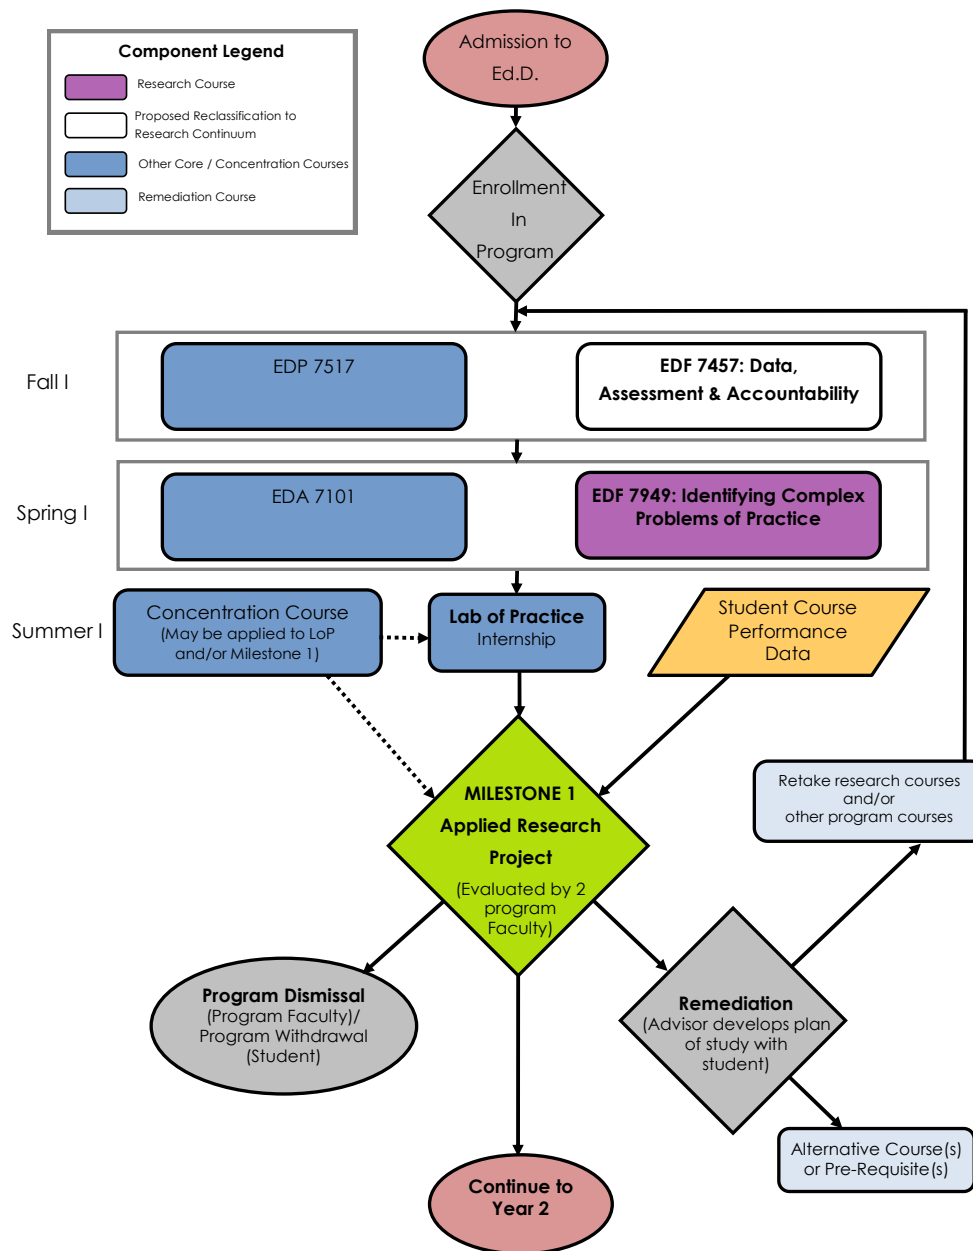 Component Legend
Research Course
Proposed Reclassification to
Research Continuum
Other Core / Concentration Courses
Remediation Course
Admission to
Ed.D.
Enrollment
In
Program
Fall I
EDP 7517
EDF 7457: Data,
Assessment & Accountability
Spring I
EDA 7101
EDF 7949: Identifying Complex
Problems of Practice
Summer I
Concentration Course
(May be applied to LoP
and/or Milestone 1)
Lab of Practice
Internship
Student Course
Performance
Data
MILESTONE 1
Applied Research
Project
(Evaluated by 2
program
Faculty)
Retake research courses
and/or
other program courses
Program Dismissal
(Program Faculty)/
Program Withdrawal
(Student)
Remediation
(Advisor develops plan
of study with
student)
Alternative Course(s)
or Pre-Requisite(s)
Continue to
Year 2